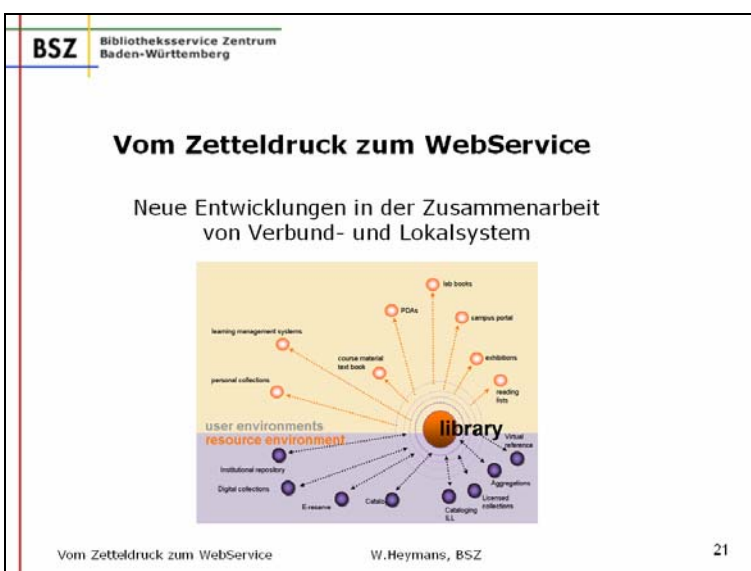 BSZ
Bibliotheksservice Zentrum
Baden-Württemberg
Vom Zetteldruck zum WebService
Neue Entwicklungen in der Zusammenarbeit
von Verbund- und Lokalsystem
lab books
PDAs
campus portal
learning management systems
course material
text book
exhibitions
personal collections
reading
lists
user environments
library
resource environment
Virtual
reference
Institutional repository
Aggregations
Digital collections
Licensed
collections
E-reserve
Catalog
Cataloging
ILL
Vom Zetteldruck zum WebService
W.Heymans, BSZ
21